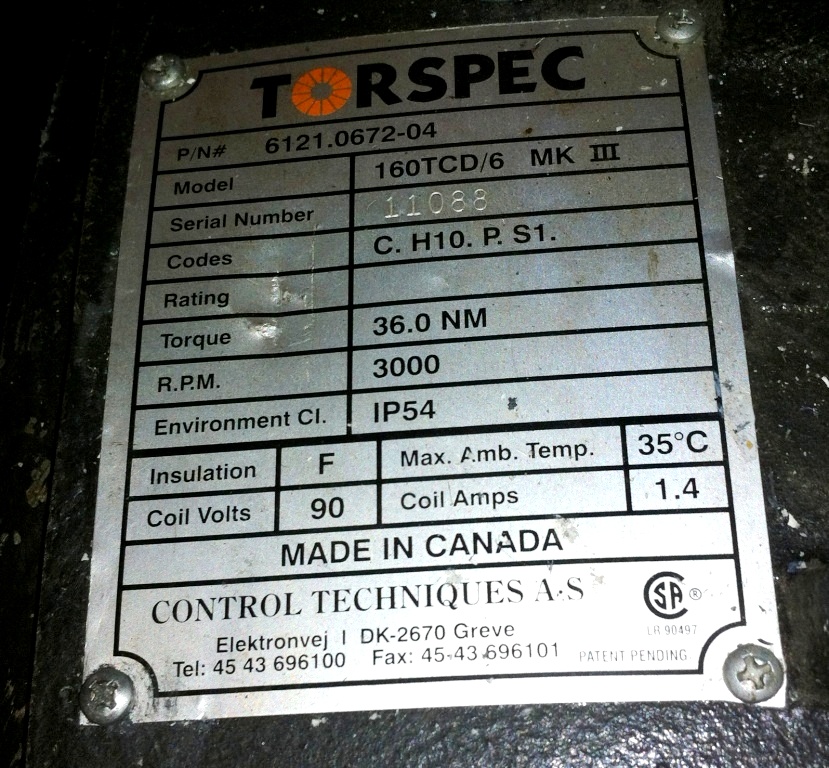 TORSPEC
P/N# 6121.0672-04
Model 160TCD/6 MK III
Serial Number 11088
Codes C. H10. P. S1.
Rating
Torque 36.0 NM
R.P.M. 3000
Environment Cl. IP54
Insulation F Max. Amb. Temp. 35°C
Coil Volts 90 Coil Amps 1.4
MADE IN CANADA
CONTROL TECHNIQUES A·S
Elektronvej 1 DK-2670 Greve
Tel: 45 43 696100 Fax: 45-43-696101
SA ®
LR 90497
PATENT PENDING